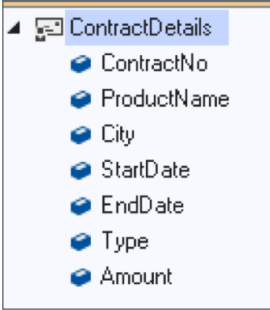 ContractDetails
ContractNo
ProductName
City
StartDate
EndDate
Type
Amount